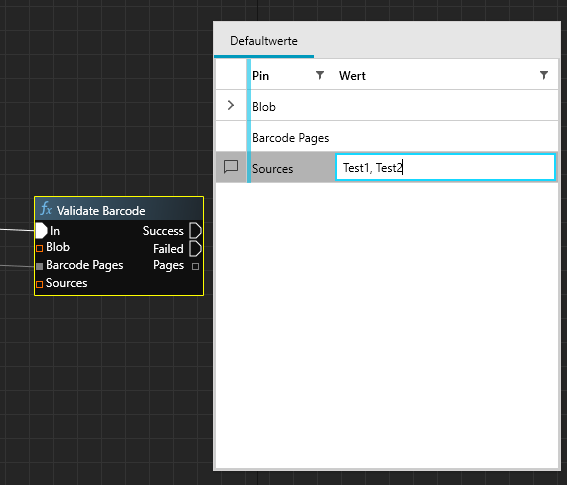 Defaultwerte
Pin Wert
Blob
Barcode Pages
Sources Test1, Test2
fx Validate Barcode
In Success
Blob Failed
Barcode Pages Pages
Sources